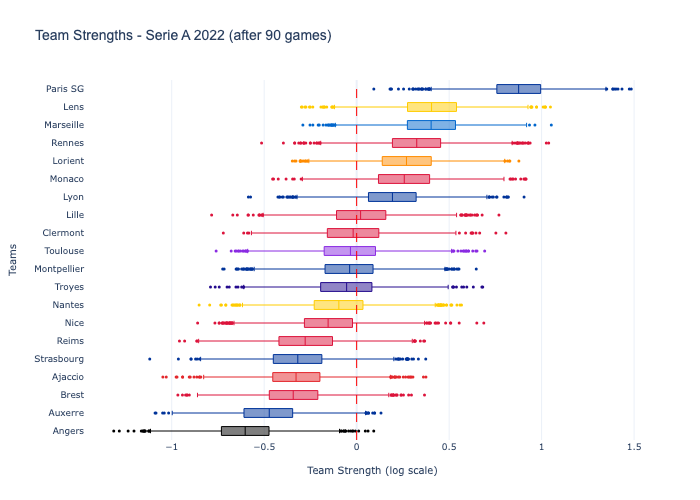 Team Strengths - Serie A 2022 (after 90 games)
Paris SG
Lens
Marseille
Rennes
Lorient
Monaco
Lyon
Lille
Clermont
Toulouse
Montpellier
Troyes
Nantes
Nice
Reims
Strasbourg
Ajaccio
Brest
Auxerre
Angers
Teams
−1
−0.5
0
0.5
1
1.5
Team Strength (log scale)